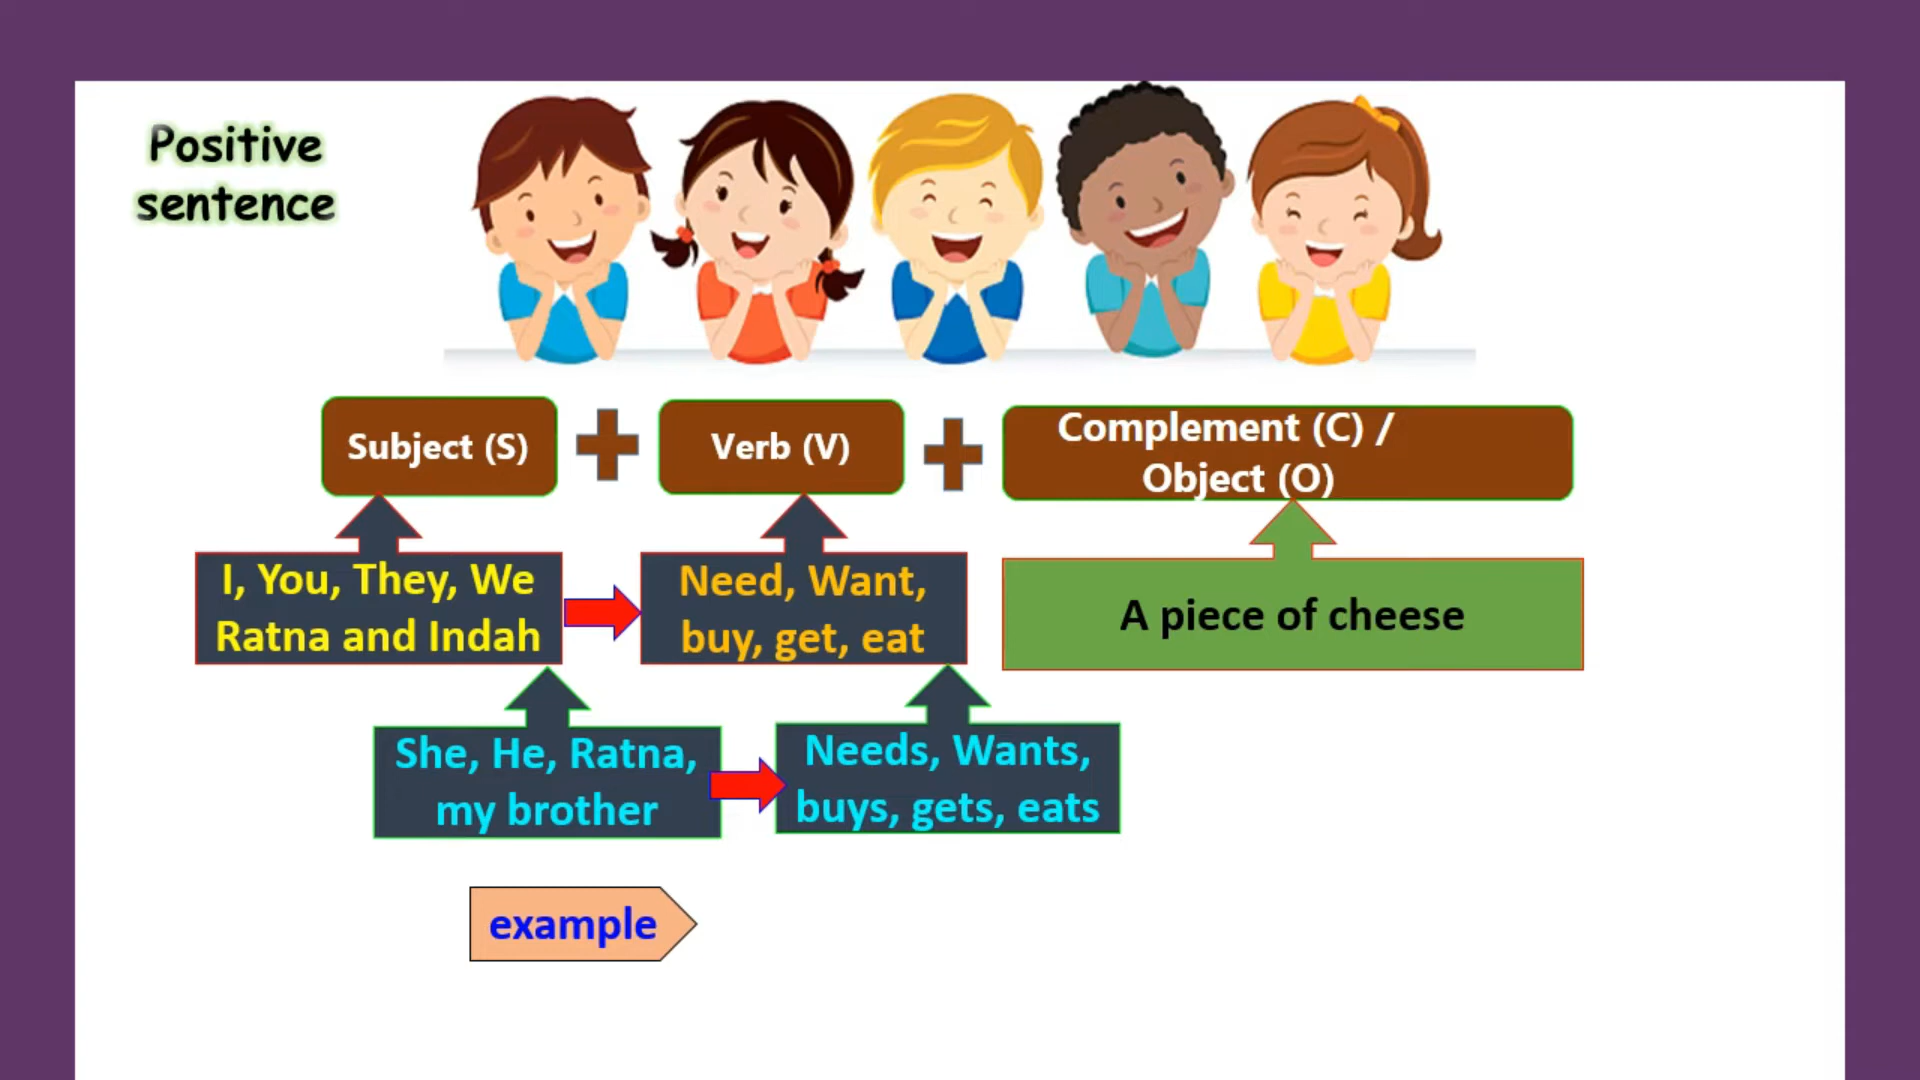 Positive
sentence
Subject (S)
Verb (V)
Complement (C) /
Object (O)
I, You, They, We
Ratna and Indah
Need, Want,
buy, get, eat
A piece of cheese
She, He, Ratna,
my brother
Needs, Wants,
buys, gets, eats
example